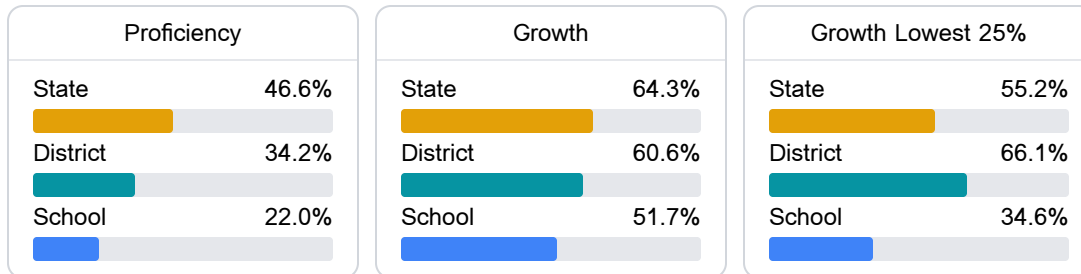 Proficiency
State 46.6%
District 34.2%
School 22.0%
Growth
State 64.3%
District 60.6%
School 51.7%
Growth Lowest 25%
State 55.2%
District 66.1%
School 34.6%